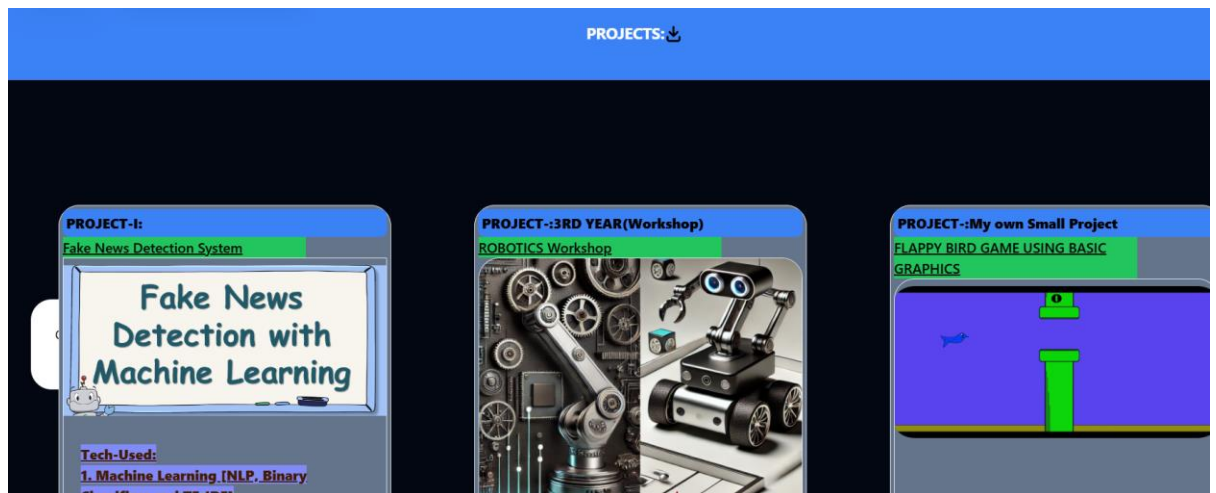 PROJECTS:
PROJECT-I:
Fake News Detection System
Fake News
Detection with
Machine Learning
Tech-Used:
1. Machine Learning [NLP, Binary
PROJECT-:3RD YEAR(Workshop)
ROBOTICS Workshop
PROJECT-:My own Small Project
FLAPPY BIRD GAME USING BASIC
GRAPHICS
0